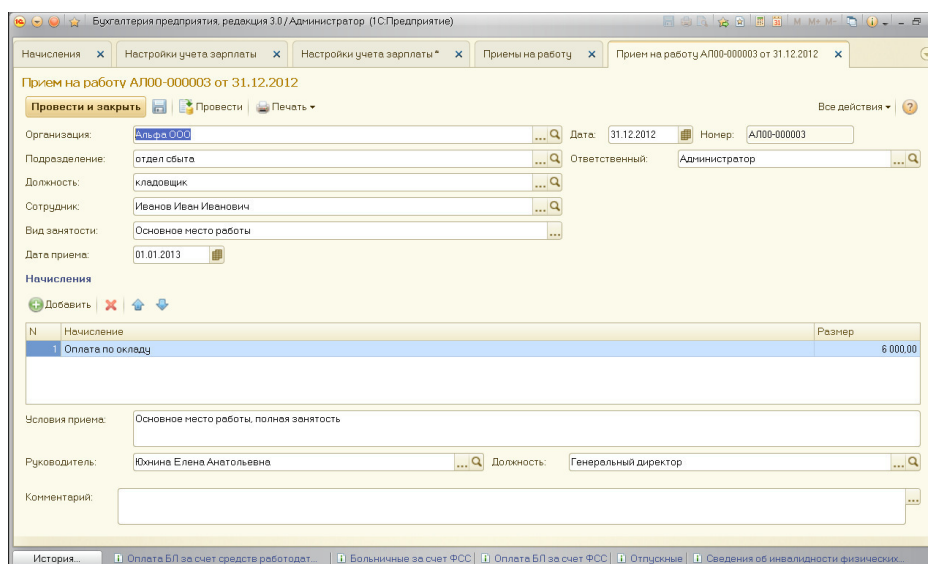 Бухгалтерия предприятия, редакция 3.0 / Администратор (1С:Предприятие) M M+ M-
Начисления x Настройки учета зарплаты x Настройки учета зарплаты * x Приемы на работу x Прием на работу АЛ00-000003 от 31.12.2012 x
Прием на работу АЛ00-000003 от 31.12.2012
Провести и закрыть Провести Печать Все действия ?
Организация: Альфа ООО ... Дата: 31.12.2012 Номер: АЛ00-000003
Подразделение: отдел сбыта ... Ответственный: Администратор ...
Должность: кладовщик ...
Сотрудник: Иванов Иван Иванович ...
Вид занятости: Основное место работы ...
Дата приема: 01.01.2013
Начисления
Добавить
N Начисление Размер
1 Оплата по окладу 6 000,00
Условия приема: Основное место работы, полная занятость
Руководитель: Юхнина Елена Анатольевна ... Должность: Генеральный директор ...
Комментарий: ...
История... Оплата БЛ за счет средств работодат... Больничные за счет ФСС Оплата БЛ за счет ФСС Отпускные Сведения об инвалидности физических...